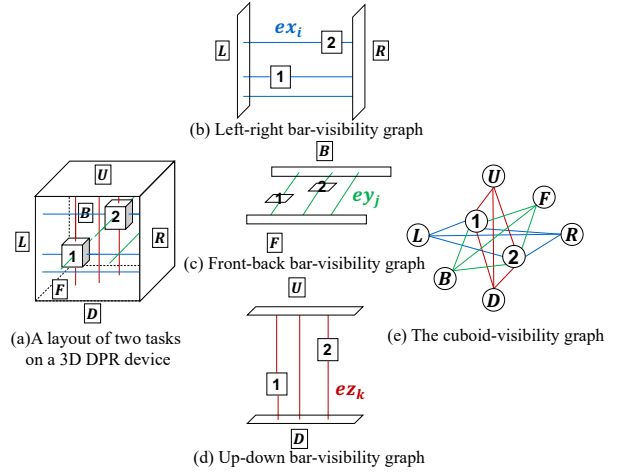 ex_i
L
2
R
1
(b) Left-right bar-visibility graph
B
1
2
ey_j
F
(c) Front-back bar-visibility graph
U
B
2
L
R
1
F
D
(a)A layout of two tasks
on a 3D DPR device
U
F
1
L
R
2
B
D
(e) The cuboid-visibility graph
U
2
1
ez_k
D
(d) Up-down bar-visibility graph